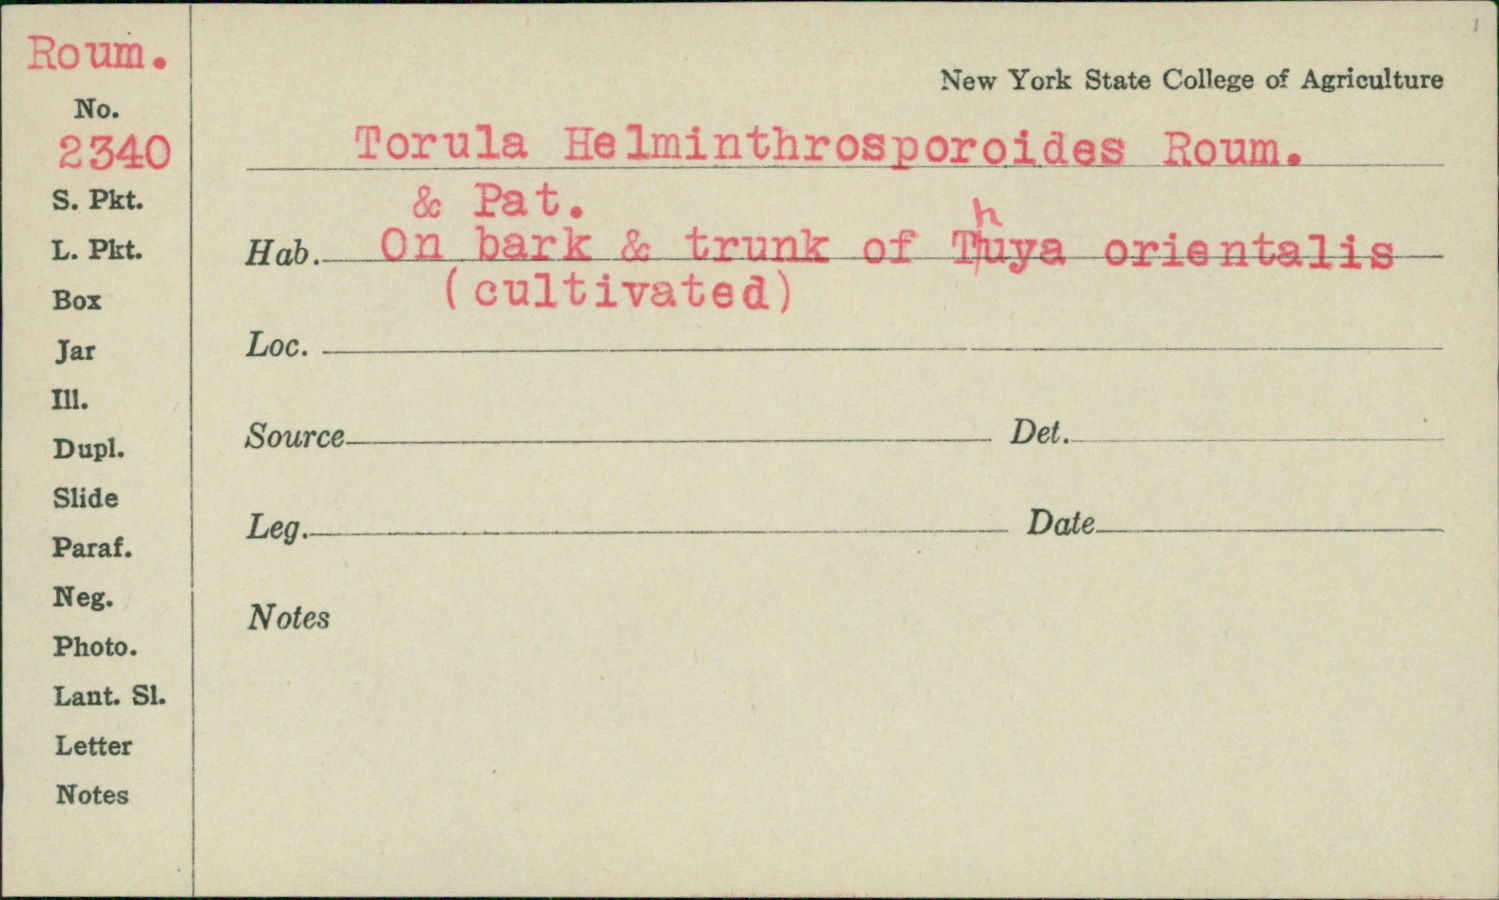 Roum.
No.
2340
S. Pkt.
L. Pkt.
Box
Jar
Ill.
Dupl.
Slide
Paraf.
Neg.
Photo.
Lant. Sl.
Letter
Notes
New York State College of Agriculture
Torula Helminthrosporoides Roum.
& Pat.
Hab. On bark & trunk of Thuya orientalis
(cultivated)
Loc.
Source Det.
Leg. Date
Notes